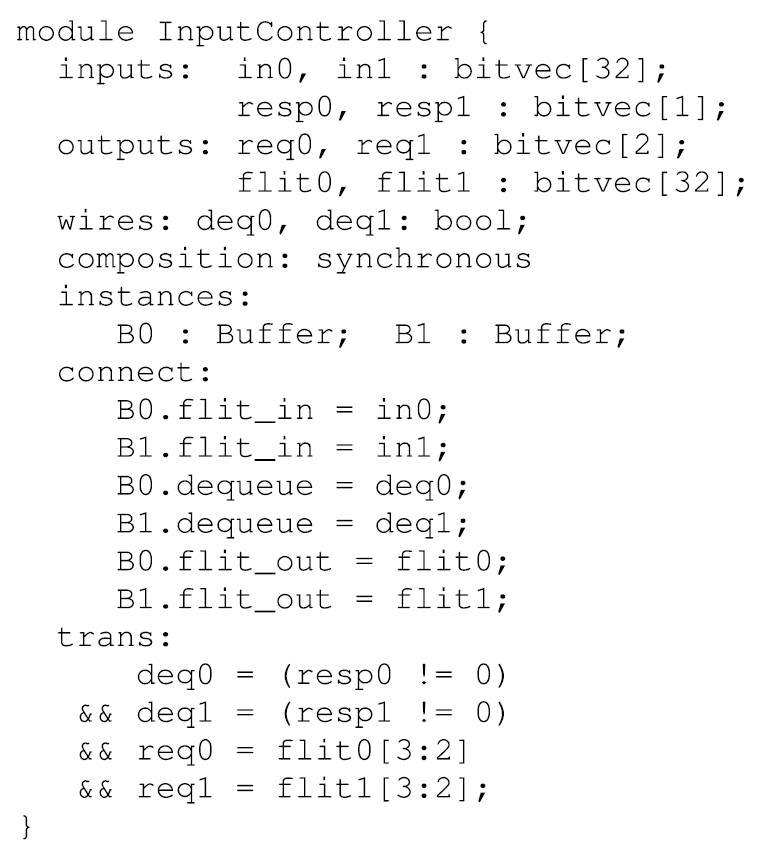 module InputController {
  inputs:  in0, in1 : bitvec[32];
           resp0, resp1 : bitvec[1];
  outputs: req0, req1 : bitvec[2];
           flit0, flit1 : bitvec[32];
  wires: deq0, deq1: bool;
  composition: synchronous
  instances:
     B0 : Buffer;  B1 : Buffer;
  connect:
     B0.flit_in = in0;
     B1.flit_in = in1;
     B0.dequeue = deq0;
     B1.dequeue = deq1;
     B0.flit_out = flit0;
     B1.flit_out = flit1;
  trans:
      deq0 = (resp0 != 0)
   && deq1 = (resp1 != 0)
   && req0 = flit0[3:2]
   && req1 = flit1[3:2];
}